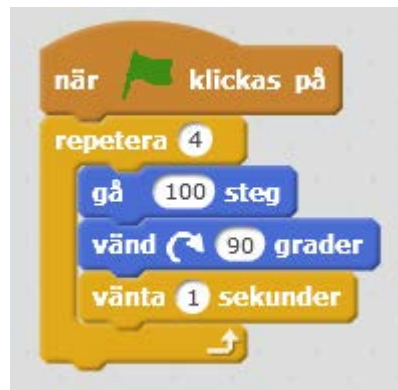 när klickas på
repetera 4
gå 100 steg
vänd 90 grader
vänta 1 sekunder